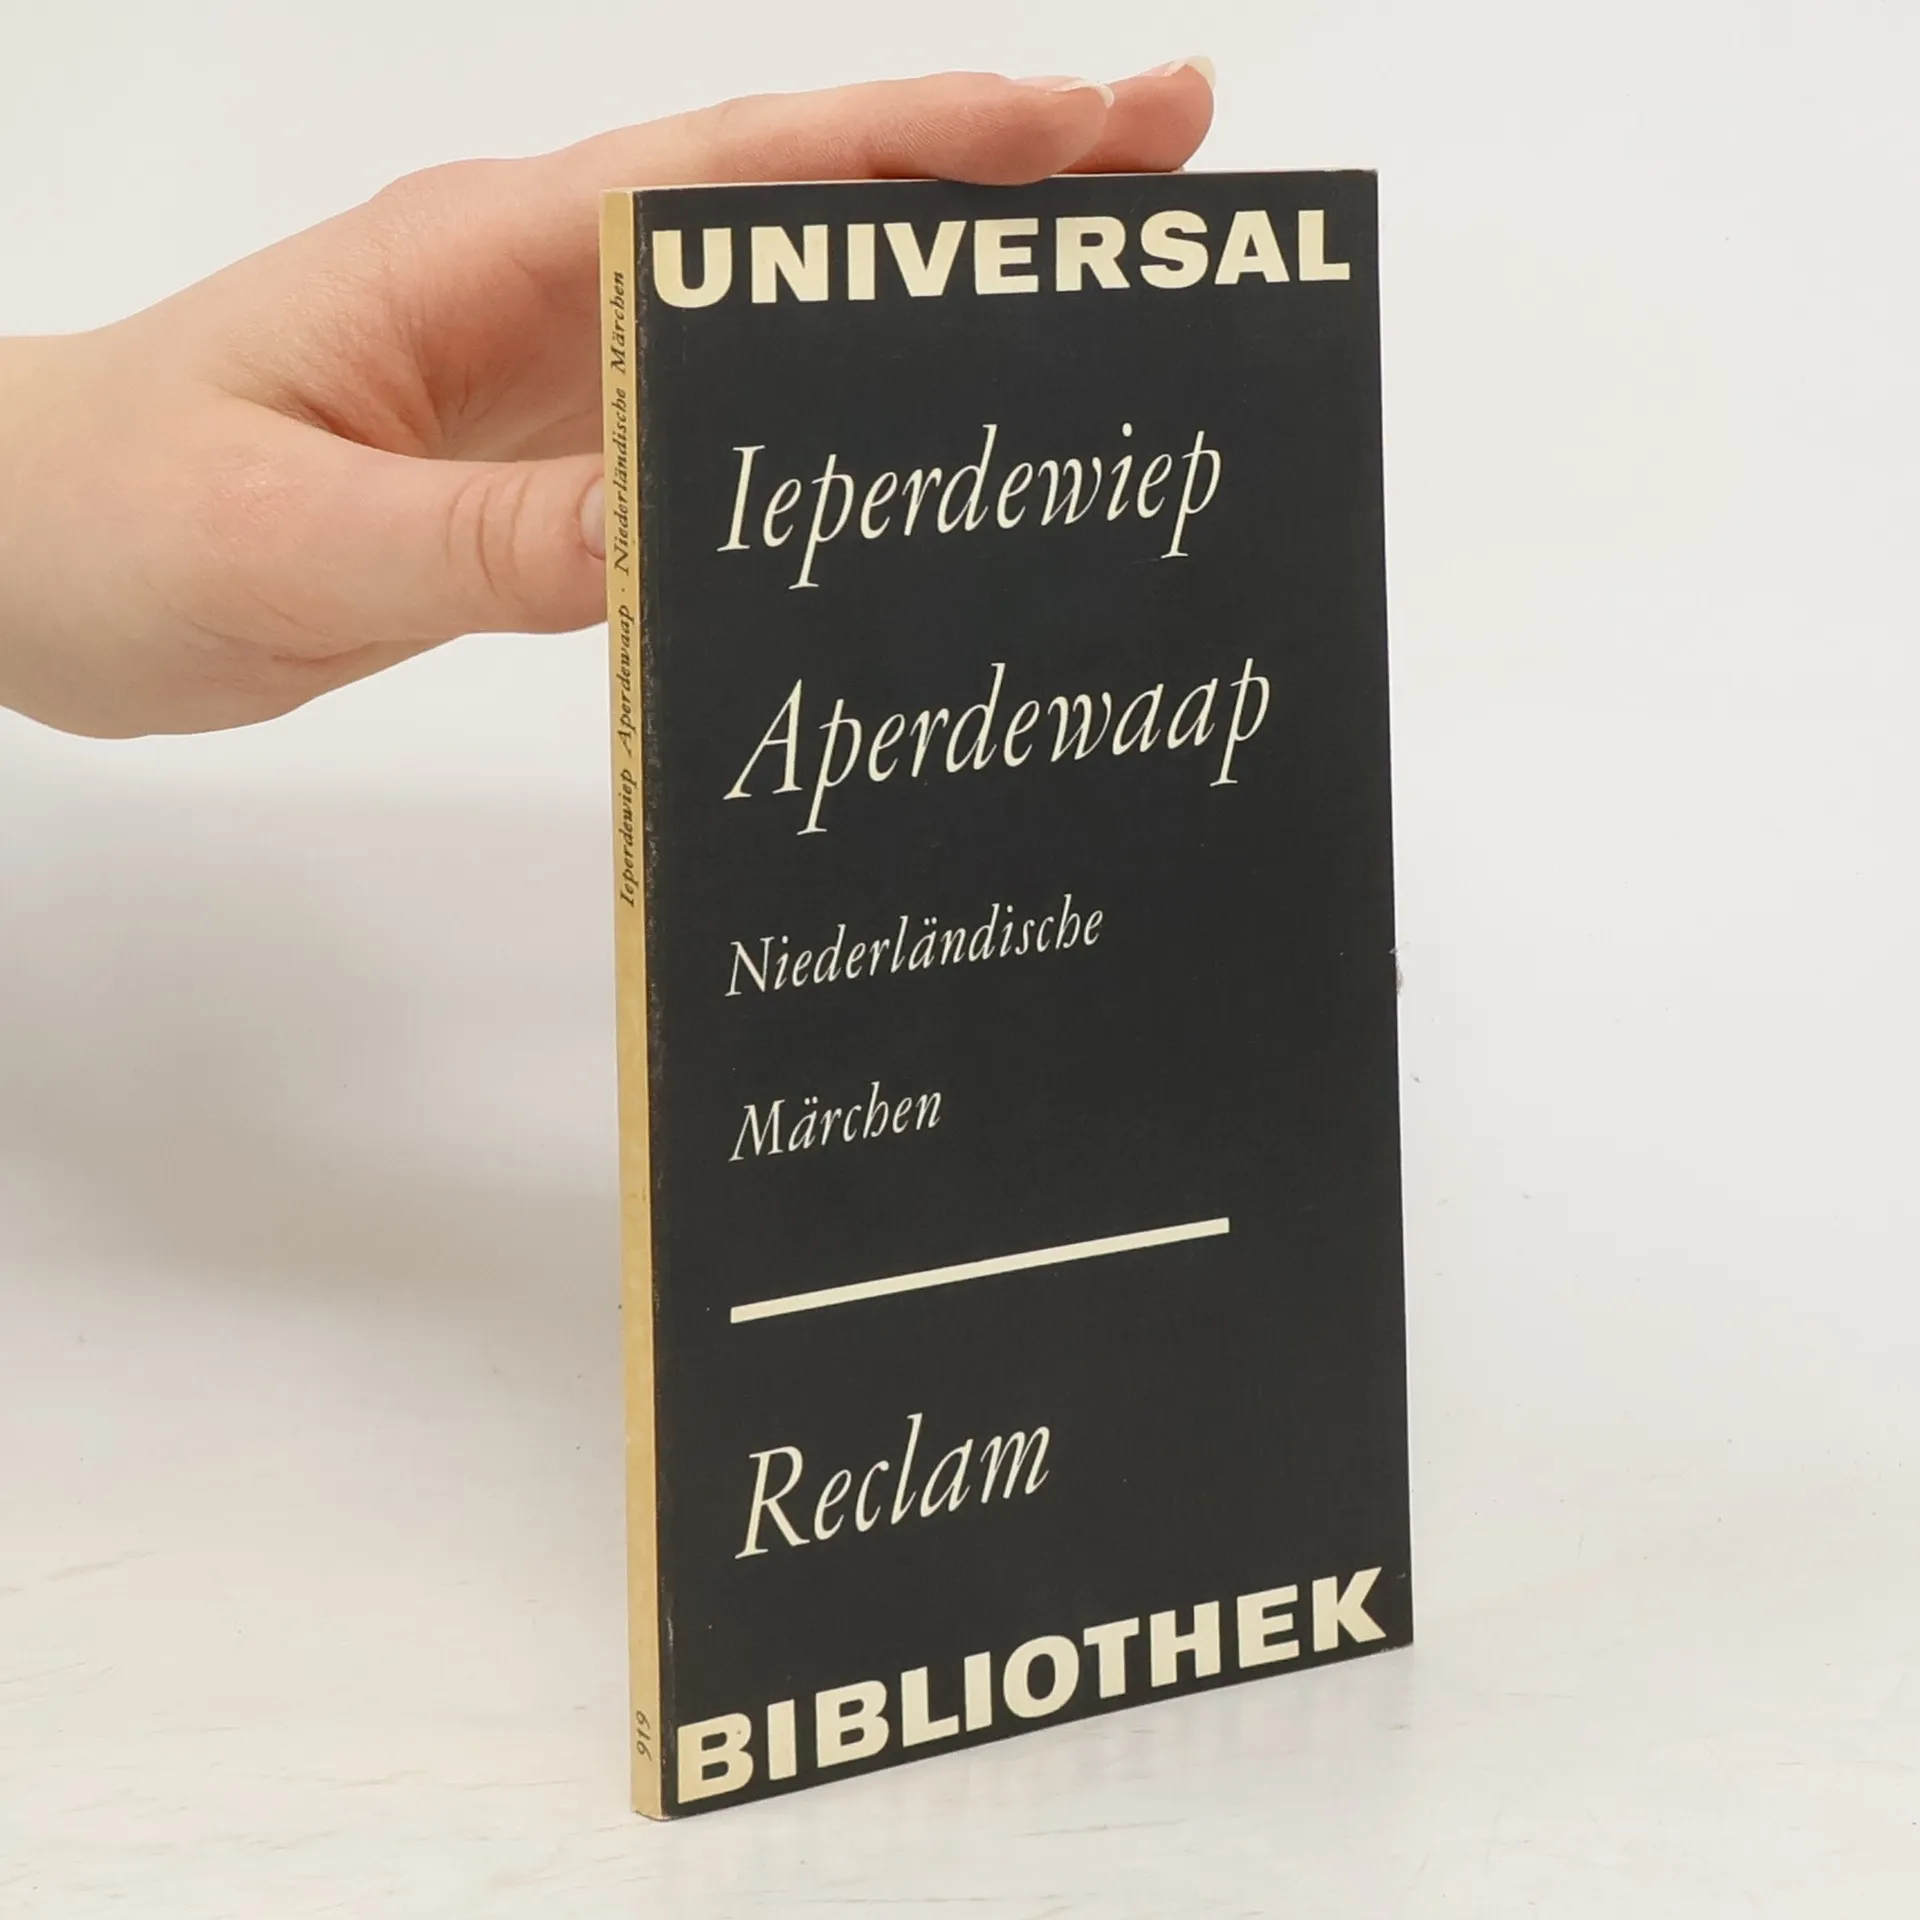 UNIVERSAL
Ieperdewiep
Aperdewaap
Niederländische
Märchen
Reclam
BIBLIOTHEK
Ieperdewiep Aperdewaap · Niederländische Märchen
919